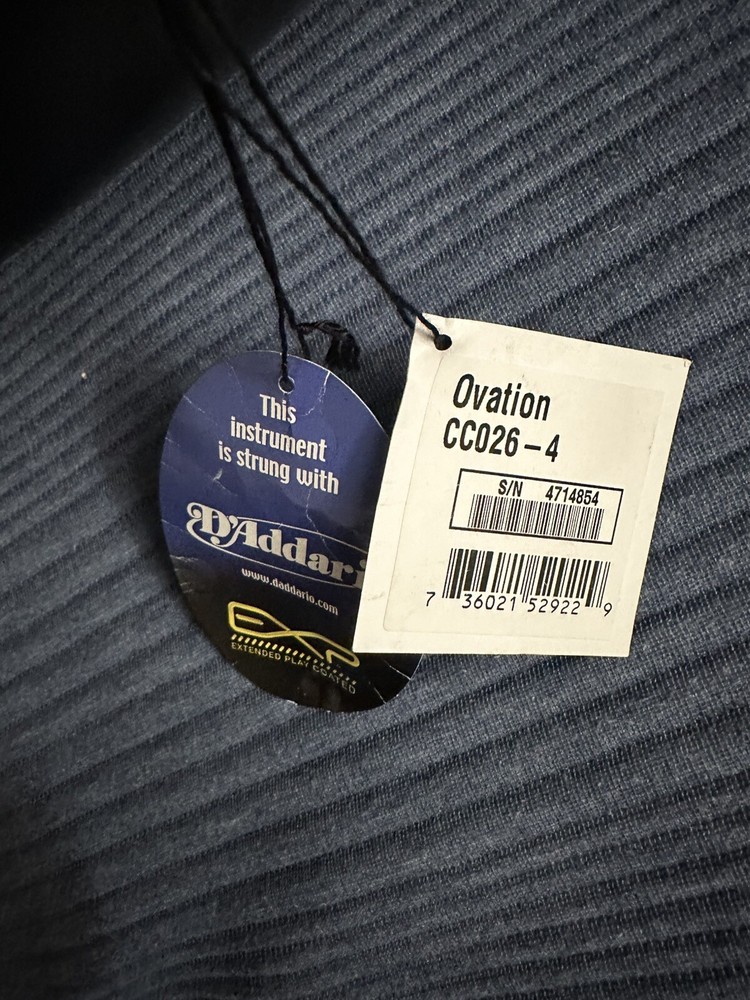 This
instrument
is strung with
D'Addari
www.daddario.com
EXP
EXTENDED PLAY COATED
Ovation
CC026-4
S/N 4714854
7 36021 52922 9